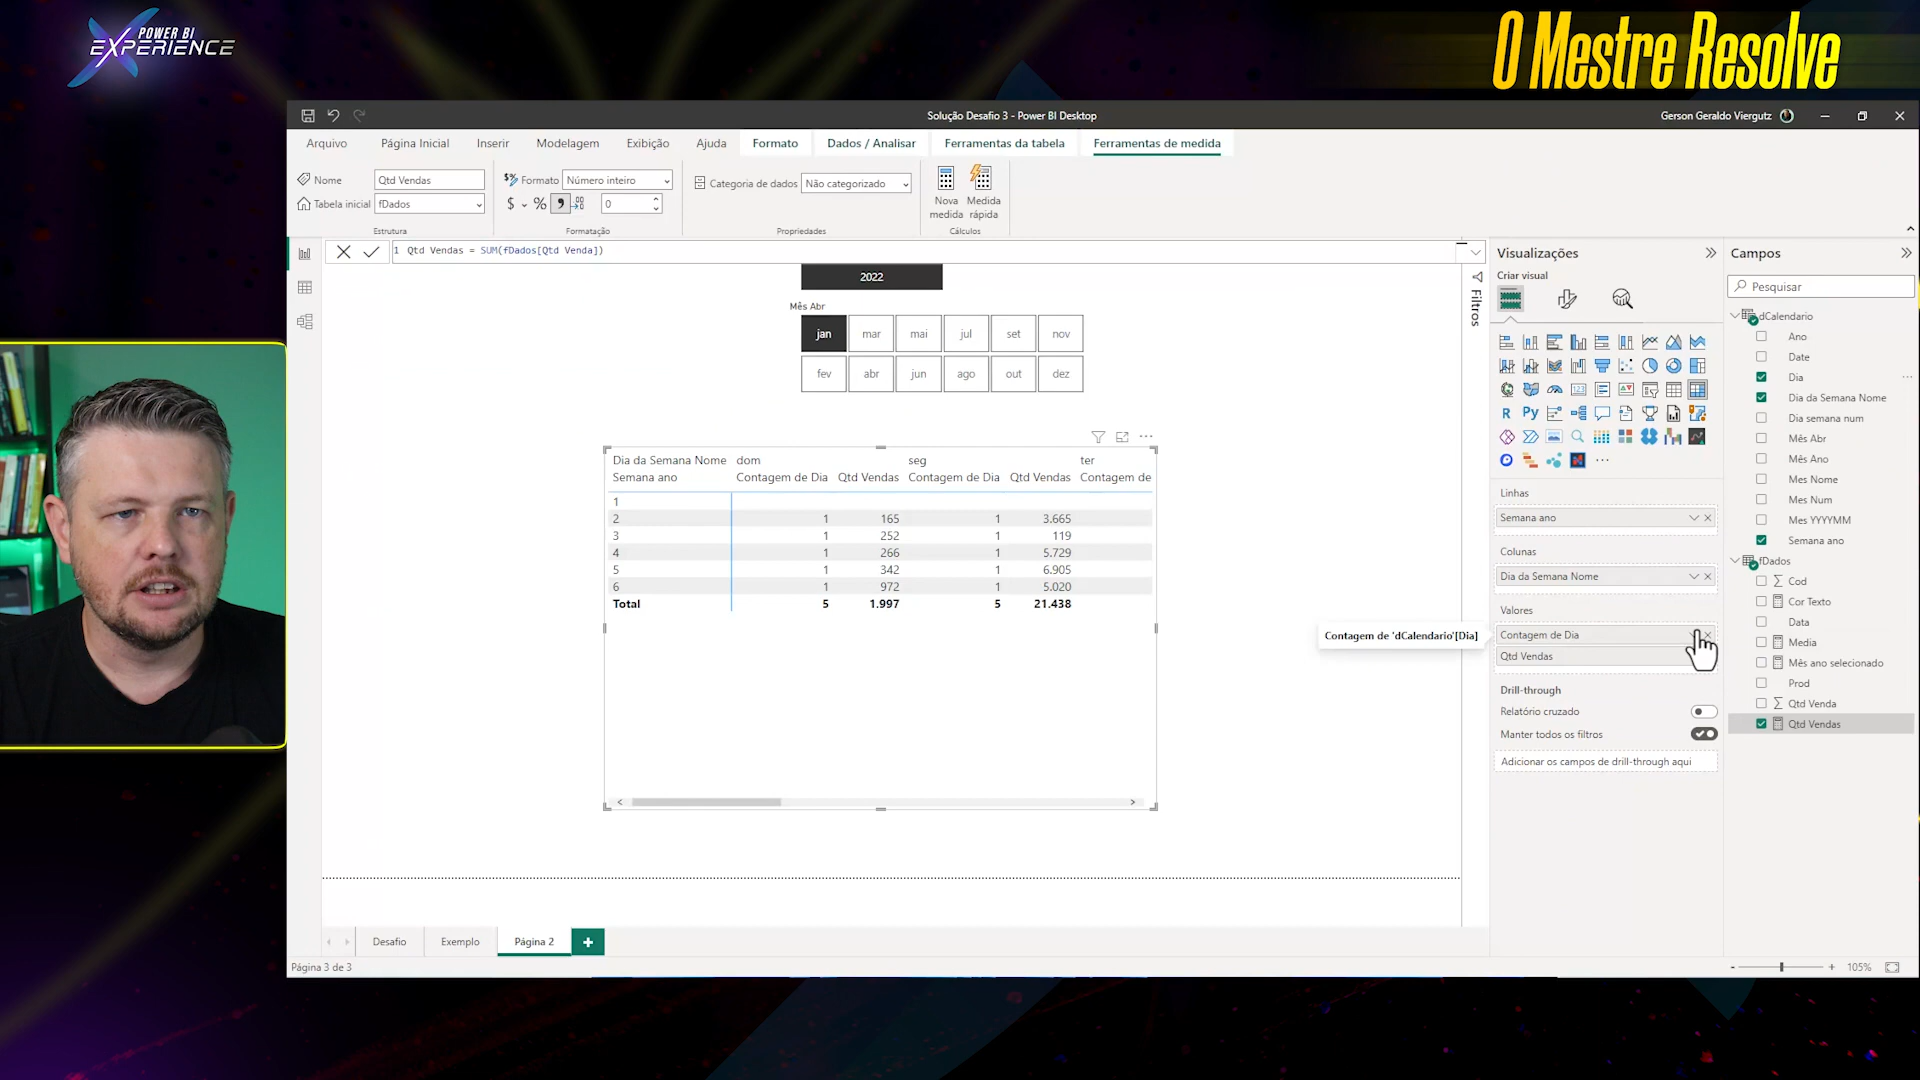 POWER BI
EXPERIENCE
O Mestre Resolve
Solução Desafio 3 - Power BI Desktop
Gerson Geraldo Viergutz
Arquivo
Página Inicial
Inserir
Modelagem
Exibição
Ajuda
Formato
Dados / Analisar
Ferramentas da tabela
Ferramentas de medida
Nome
Qtd Vendas
Formato
Número inteiro
Categoria de dados
Não categorizado
Tabela inicial
fDados
$
%
0
Nova medida
Medida rápida
Estrutura
Formatação
Propriedades
Cálculos
1 Qtd Vendas = SUM(fDados[Qtd Venda])
2022
Mês Abr
jan mar mai jul set nov
fev abr jun ago out dez
Dia da Semana Nome dom seg ter
Semana ano Contagem de Dia Qtd Vendas Contagem de Dia Qtd Vendas Contagem de
1
2 1 165 1 3.665
3 1 252 1 119
4 1 266 1 5.729
5 1 342 1 6.905
6 1 972 1 5.020
Total 5 1.997 5 21.438
Filtros
Visualizações
Criar visual
R
Py
Linhas
Semana ano
Colunas
Dia da Semana Nome
Valores
Contagem de Dia
Qtd Vendas
Contagem de 'dCalendario'[Dia]
Drill-through
Relatório cruzado
Manter todos os filtros
Adicionar os campos de drill-through aqui
Campos
Pesquisar
dCalendario
Ano
Date
Dia
Dia da Semana Nome
Dia semana num
Mês Abr
Mês Ano
Mes Nome
Mes Num
Mes YYYYMM
Semana ano
fDados
Cod
Cor Texto
Data
Media
Mês ano selecionado
Prod
Qtd Venda
Qtd Vendas
Desafio
Exemplo
Página 2
Página 3 de 3
105%